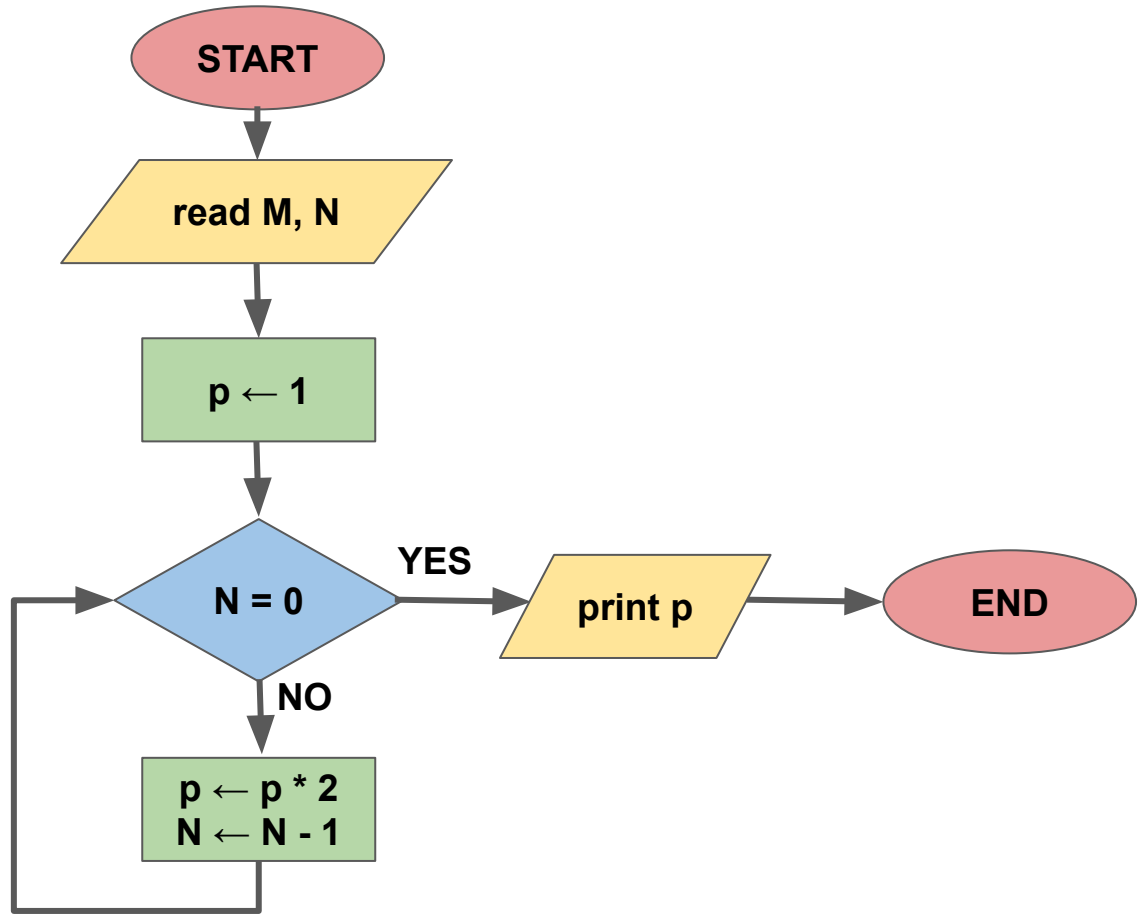 START
read M, N
p ← 1
N = 0
YES
print p
END
NO
p ← p * 2
N ← N - 1